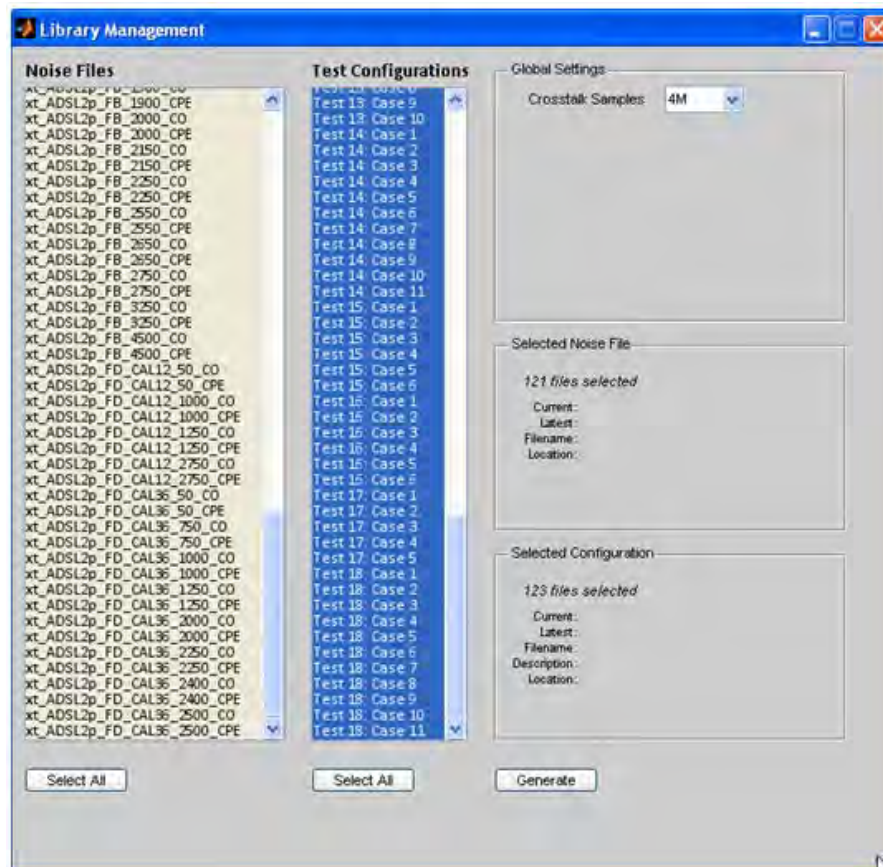 Library Management
Noise Files
xt_ADSL2p_FB_1900_CPE
xt_ADSL2p_FB_2000_CO
xt_ADSL2p_FB_2000_CPE
xt_ADSL2p_FB_2150_CO
xt_ADSL2p_FB_2150_CPE
xt_ADSL2p_FB_2250_CO
xt_ADSL2p_FB_2250_CPE
xt_ADSL2p_FB_2550_CO
xt_ADSL2p_FB_2550_CPE
xt_ADSL2p_FB_2650_CO
xt_ADSL2p_FB_2650_CPE
xt_ADSL2p_FB_2750_CO
xt_ADSL2p_FB_2750_CPE
xt_ADSL2p_FB_3250_CO
xt_ADSL2p_FB_3250_CPE
xt_ADSL2p_FB_4500_CO
xt_ADSL2p_FB_4500_CPE
xt_ADSL2p_FD_CAL12_50_CO
xt_ADSL2p_FD_CAL12_50_CPE
xt_ADSL2p_FD_CAL12_1000_CO
xt_ADSL2p_FD_CAL12_1000_CPE
xt_ADSL2p_FD_CAL12_1250_CO
xt_ADSL2p_FD_CAL12_1250_CPE
xt_ADSL2p_FD_CAL12_2750_CO
xt_ADSL2p_FD_CAL12_2750_CPE
xt_ADSL2p_FD_CAL36_50_CO
xt_ADSL2p_FD_CAL36_50_CPE
xt_ADSL2p_FD_CAL36_750_CO
xt_ADSL2p_FD_CAL36_750_CPE
xt_ADSL2p_FD_CAL36_1000_CO
xt_ADSL2p_FD_CAL36_1000_CPE
xt_ADSL2p_FD_CAL36_1250_CO
xt_ADSL2p_FD_CAL36_1250_CPE
xt_ADSL2p_FD_CAL36_2000_CO
xt_ADSL2p_FD_CAL36_2000_CPE
xt_ADSL2p_FD_CAL36_2250_CO
xt_ADSL2p_FD_CAL36_2250_CPE
xt_ADSL2p_FD_CAL36_2400_CO
xt_ADSL2p_FD_CAL36_2400_CPE
xt_ADSL2p_FD_CAL36_2500_CO
xt_ADSL2p_FD_CAL36_2500_CPE
Select All
Test Configurations
Test 13: Case 9
Test 13: Case 10
Test 14: Case 1
Test 14: Case 2
Test 14: Case 3
Test 14: Case 4
Test 14: Case 5
Test 14: Case 6
Test 14: Case 7
Test 14: Case 8
Test 14: Case 9
Test 14: Case 10
Test 14: Case 11
Test 15: Case 1
Test 15: Case 2
Test 15: Case 3
Test 15: Case 4
Test 15: Case 5
Test 15: Case 6
Test 16: Case 1
Test 16: Case 2
Test 16: Case 3
Test 16: Case 4
Test 16: Case 5
Test 16: Case 6
Test 17: Case 1
Test 17: Case 2
Test 17: Case 3
Test 17: Case 4
Test 17: Case 5
Test 18: Case 1
Test 18: Case 2
Test 18: Case 3
Test 18: Case 4
Test 18: Case 5
Test 18: Case 6
Test 18: Case 7
Test 18: Case 8
Test 18: Case 9
Test 18: Case 10
Test 18: Case 11
Select All
Global Settings
Crosstalk Samples 4M
Selected Noise File
121 files selected
Current:
Latest:
Filename:
Location:
Selected Configuration
123 files selected
Current:
Latest:
Filename:
Description:
Location:
Generate